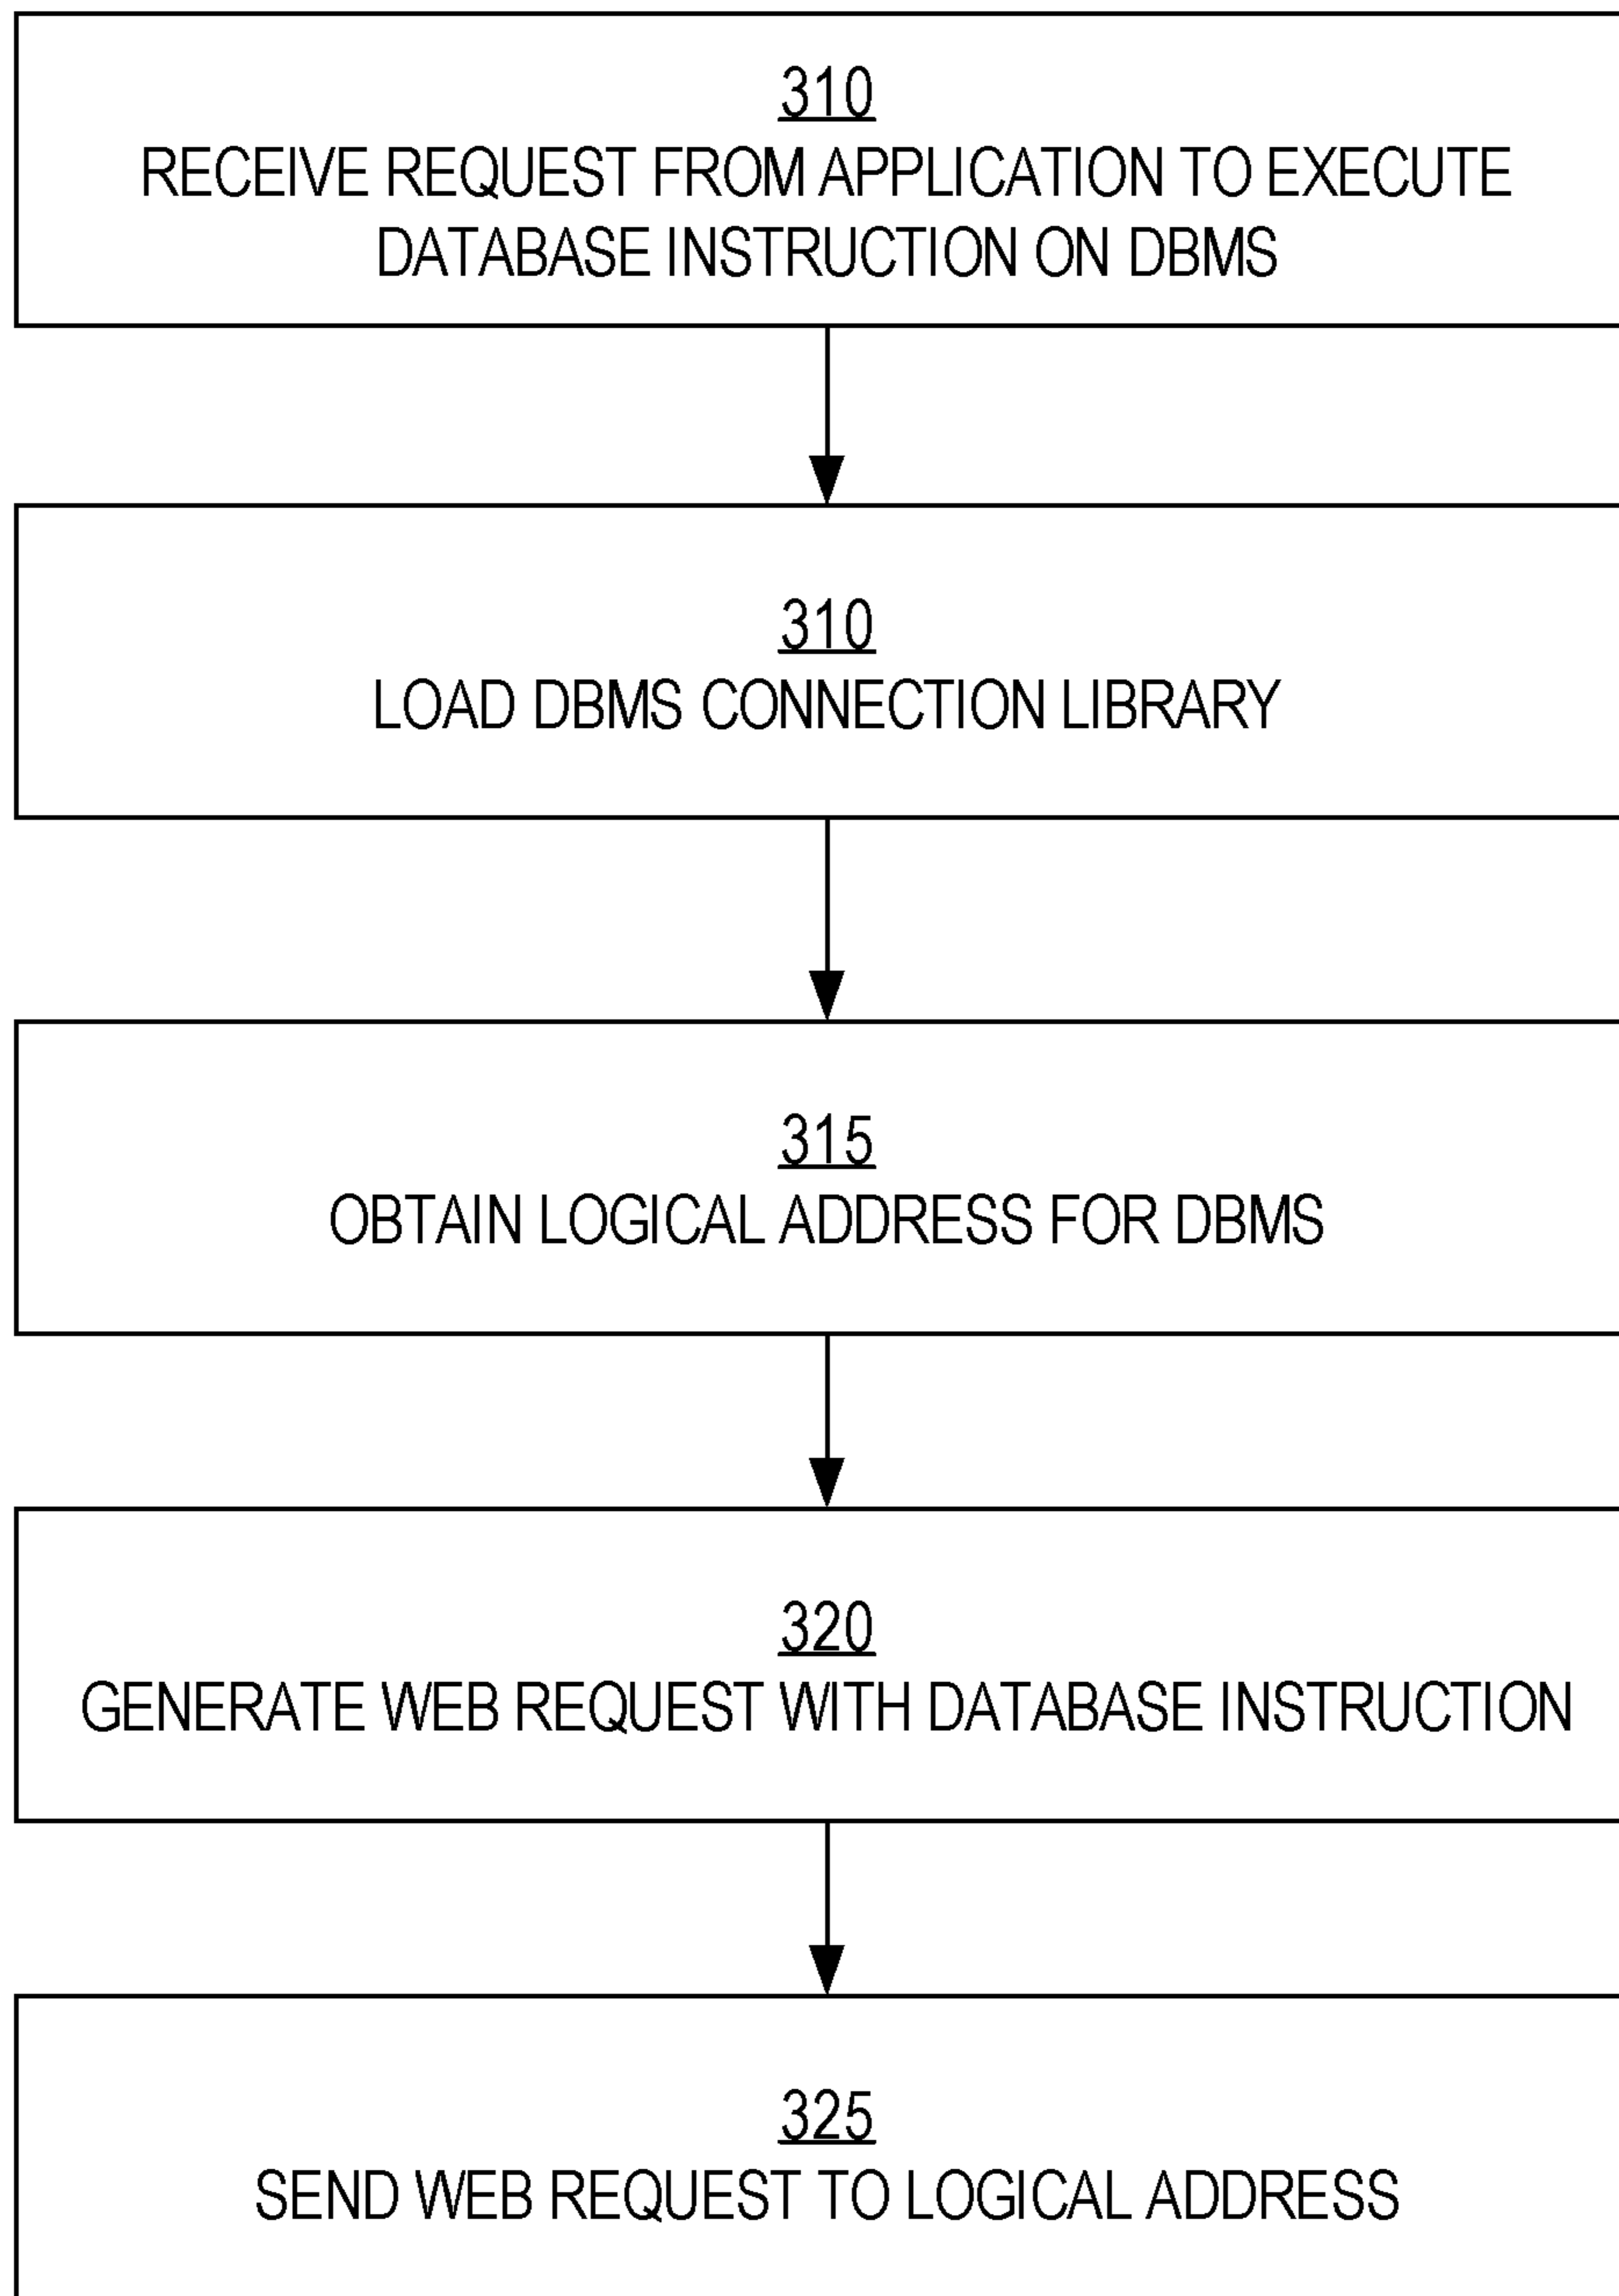 310
RECEIVE REQUEST FROM APPLICATION TO EXECUTE
DATABASE INSTRUCTION ON DBMS
310
LOAD DBMS CONNECTION LIBRARY
315
OBTAIN LOGICAL ADDRESS FOR DBMS
320
GENERATE WEB REQUEST WITH DATABASE INSTRUCTION
325
SEND WEB REQUEST TO LOGICAL ADDRESS